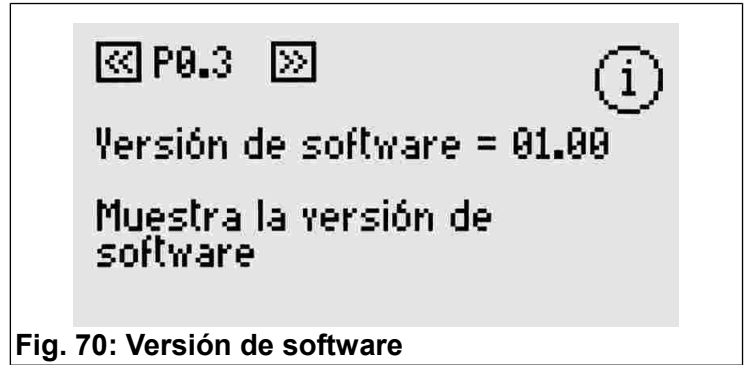 « P0.3 » i
Versión de software = 01.00
Muestra la versión de
software
Fig. 70: Versión de software